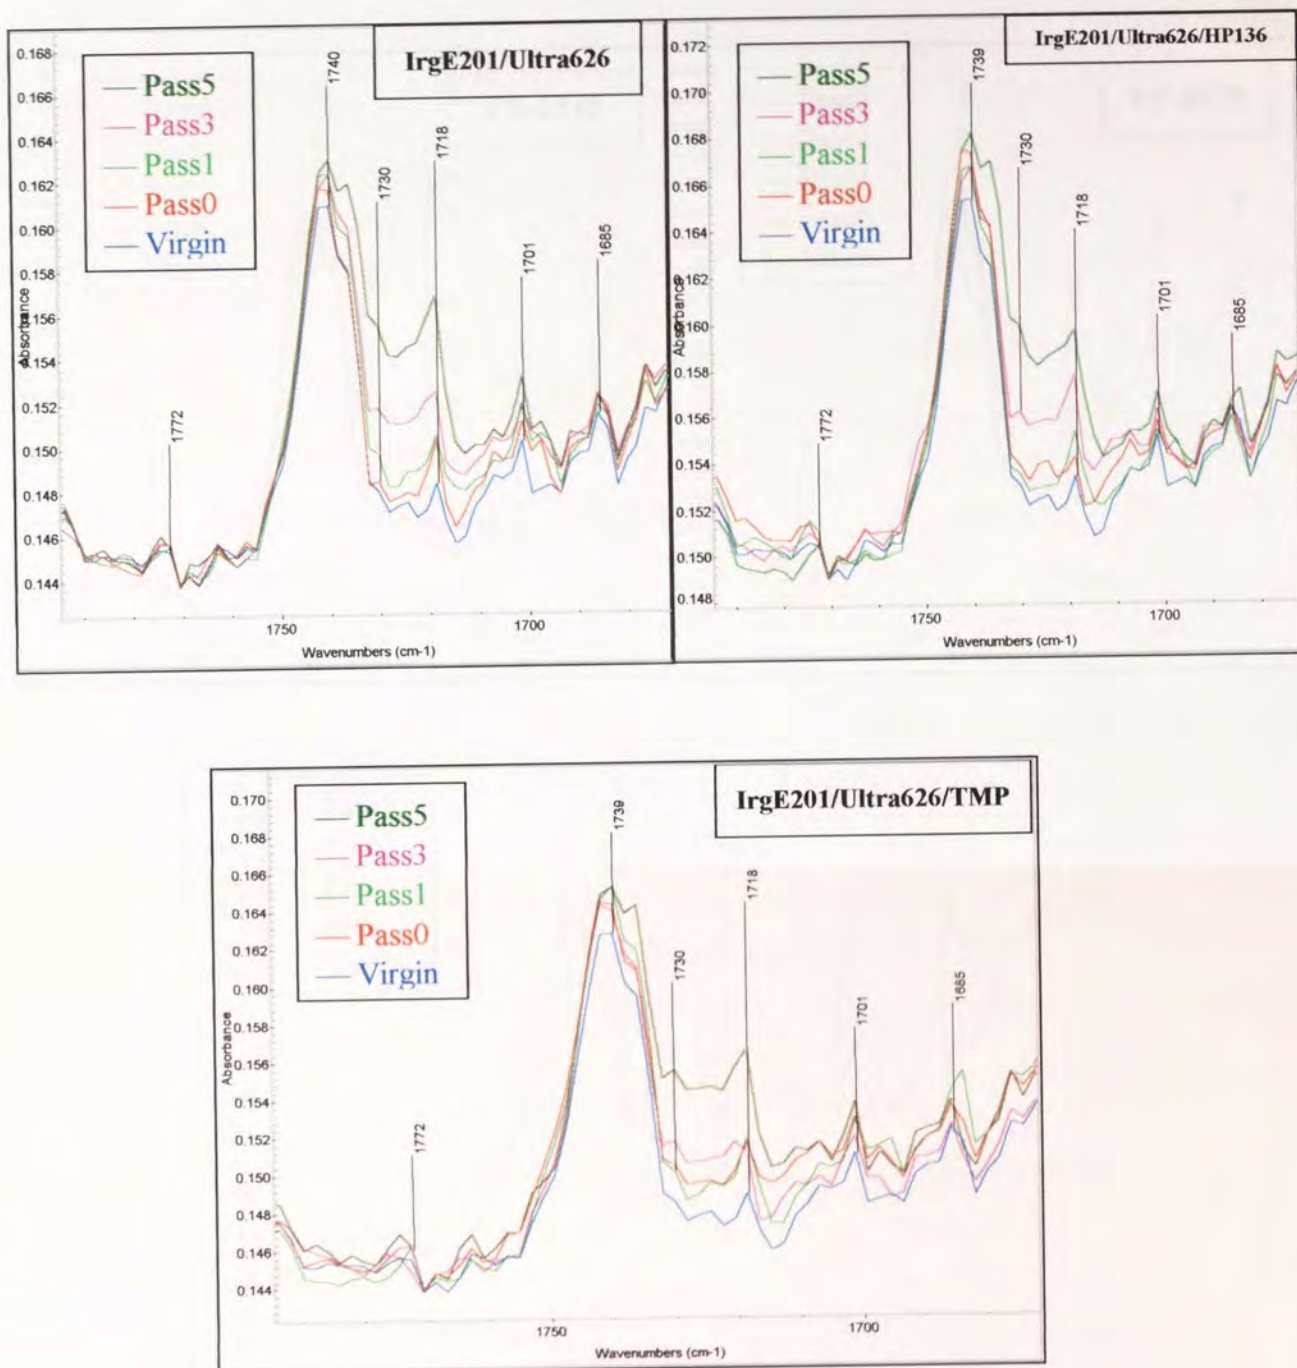 IrgE201/Ultra626
Pass5
Pass3
Pass1
Pass0
Virgin
1740
1718
1730
1701
1685
1772
0.168
0.166
0.164
0.162
0.160
0.158
0.156
0.154
0.152
0.150
0.148
0.146
0.144
Absorbance
1750
1700
Wavenumbers (cm-1)
IrgE201/Ultra626/HP136
Pass5
Pass3
Pass1
Pass0
Virgin
1739
1730
1718
1701
1685
1772
0.172
0.170
0.168
0.166
0.164
0.162
0.160
0.158
0.156
0.154
0.152
0.150
0.148
Absorbance
1750
1700
Wavenumbers (cm-1)
IrgE201/Ultra626/TMP
Pass5
Pass3
Pass1
Pass0
Virgin
1739
1718
1730
1701
1685
1772
0.170
0.168
0.166
0.164
0.162
0.160
0.158
0.156
0.154
0.152
0.150
0.148
0.146
0.144
Absorbance
1750
1700
Wavenumbers (cm-1)